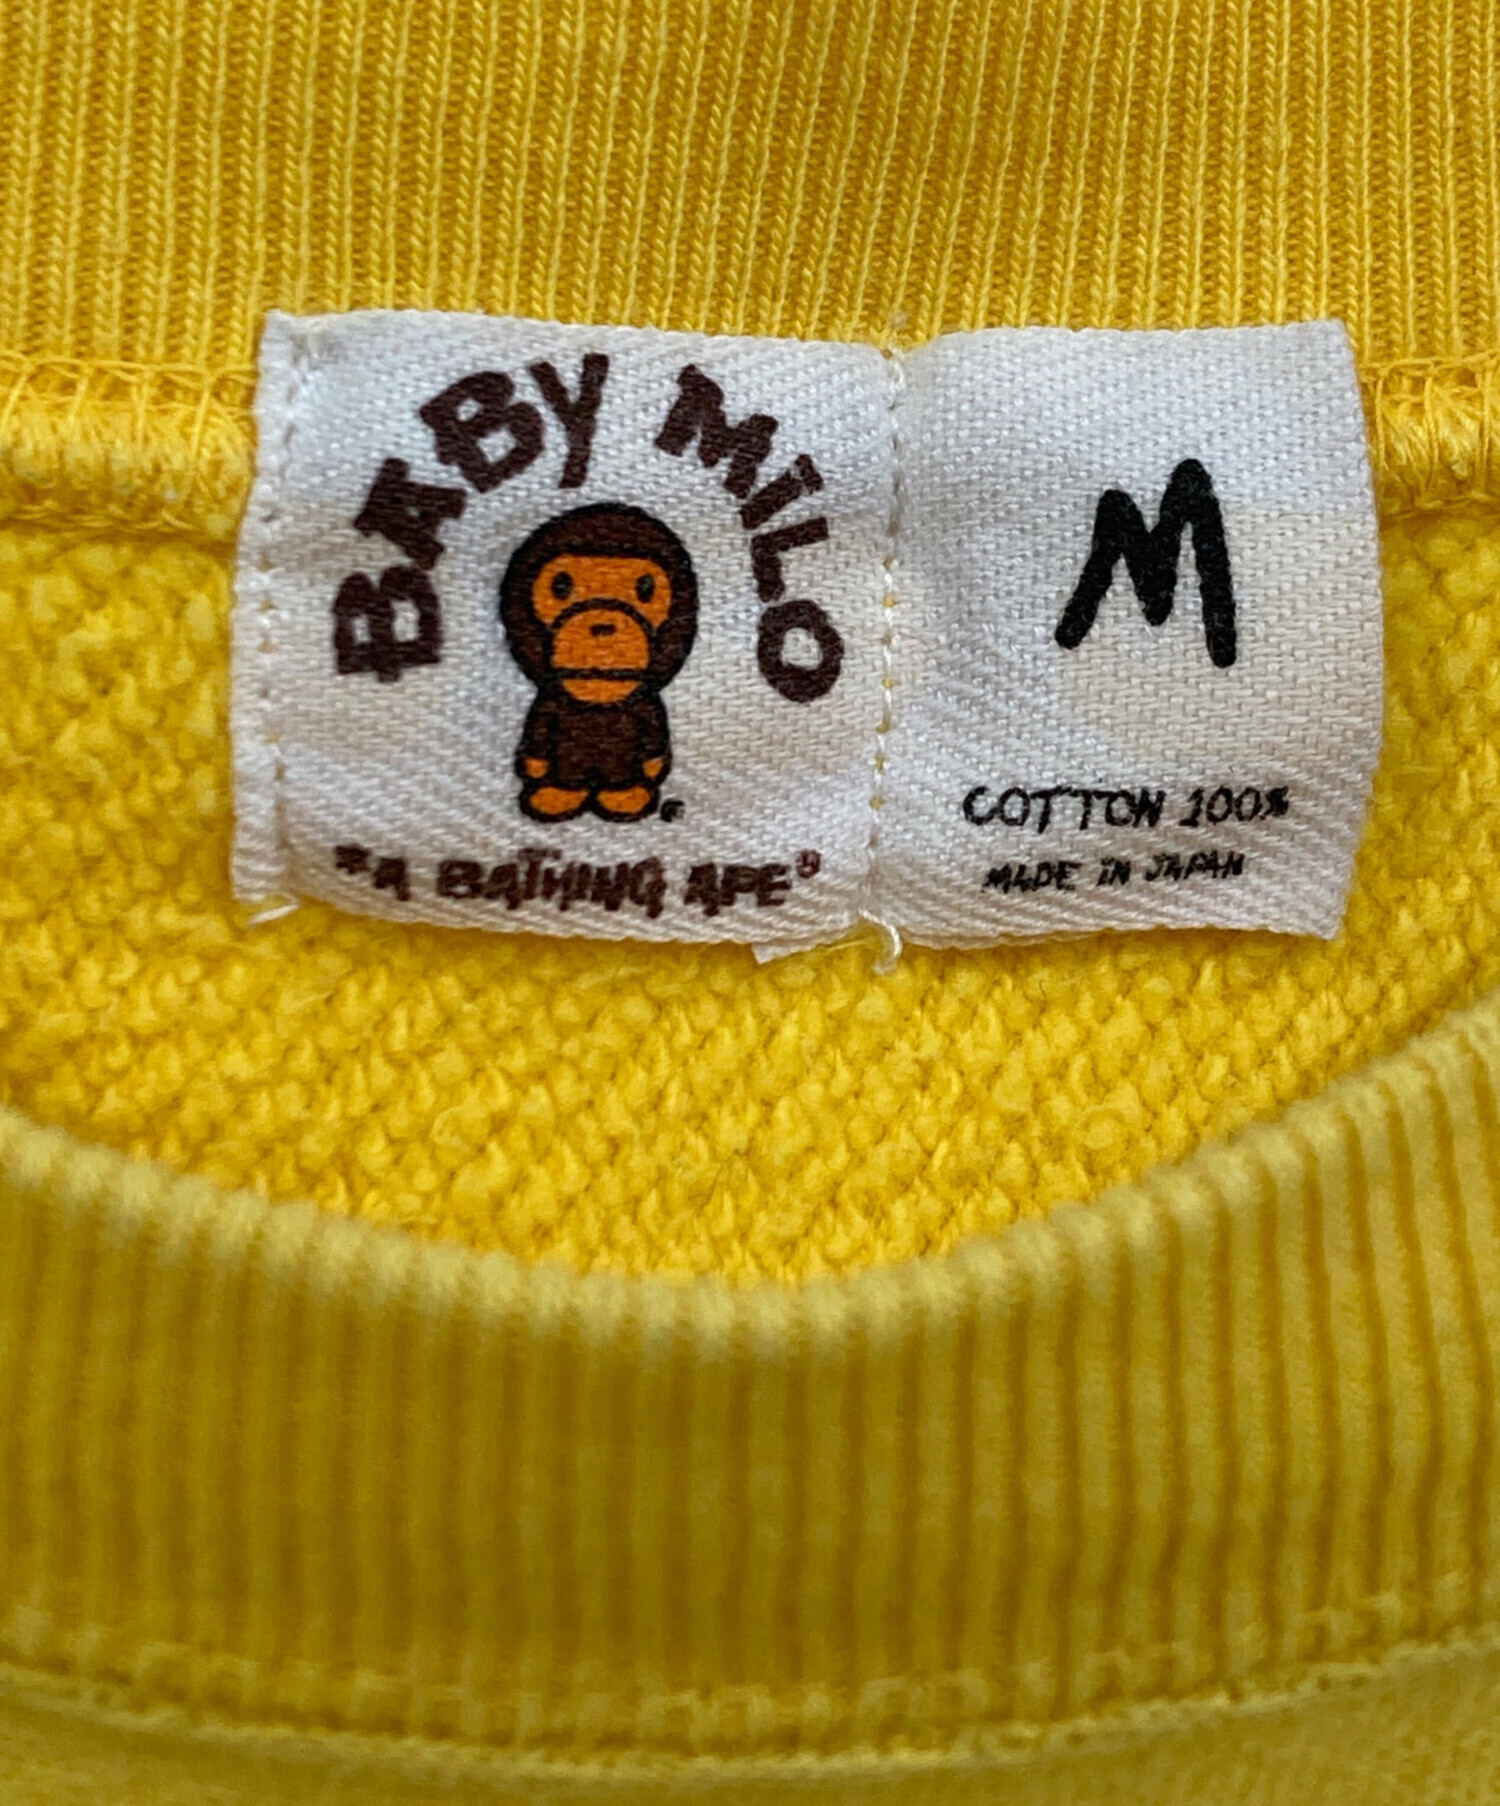 BABY MILO
*A BATHING APE®
M
COTTON 100%
MADE IN JAPAN